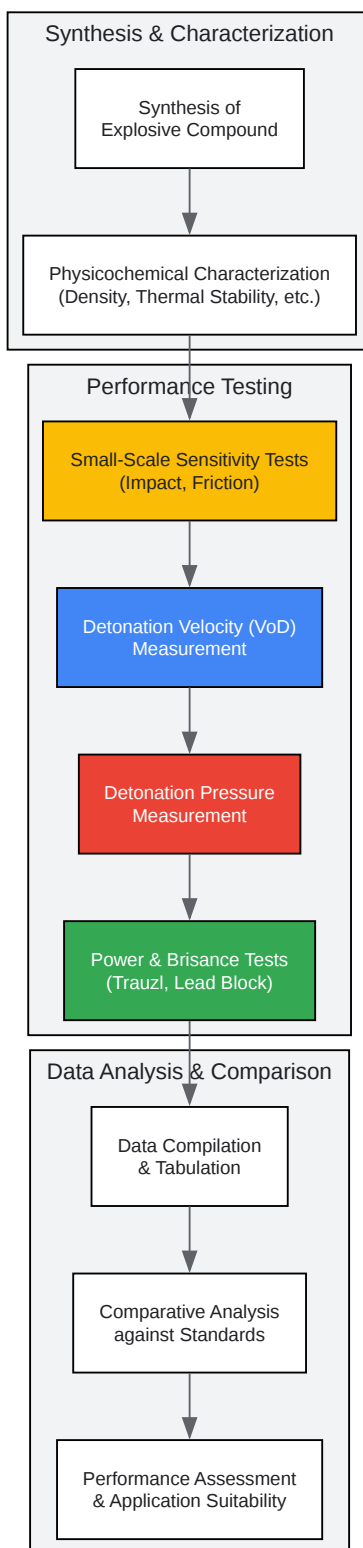 Synthesis & Characterization
Synthesis of
Explosive Compound
Physicochemical Characterization
(Density, Thermal Stability, etc.)
Performance Testing
Small-Scale Sensitivity Tests
(Impact, Friction)
Detonation Velocity (VoD)
Measurement
Detonation Pressure
Measurement
Power & Brisance Tests
(Trauzl, Lead Block)
Data Analysis & Comparison
Data Compilation
& Tabulation
Comparative Analysis
against Standards
Performance Assessment
& Application Suitability